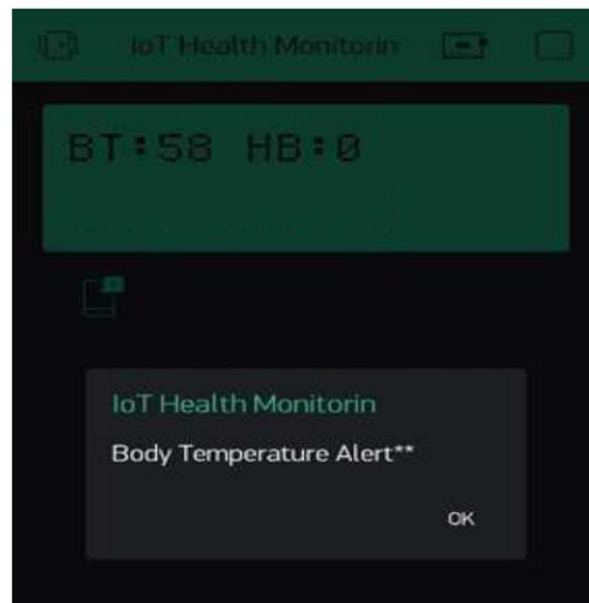 IoT Health Monitorin
BT:58 HB:0
IoT Health Monitorin
Body Temperature Alert**
OK